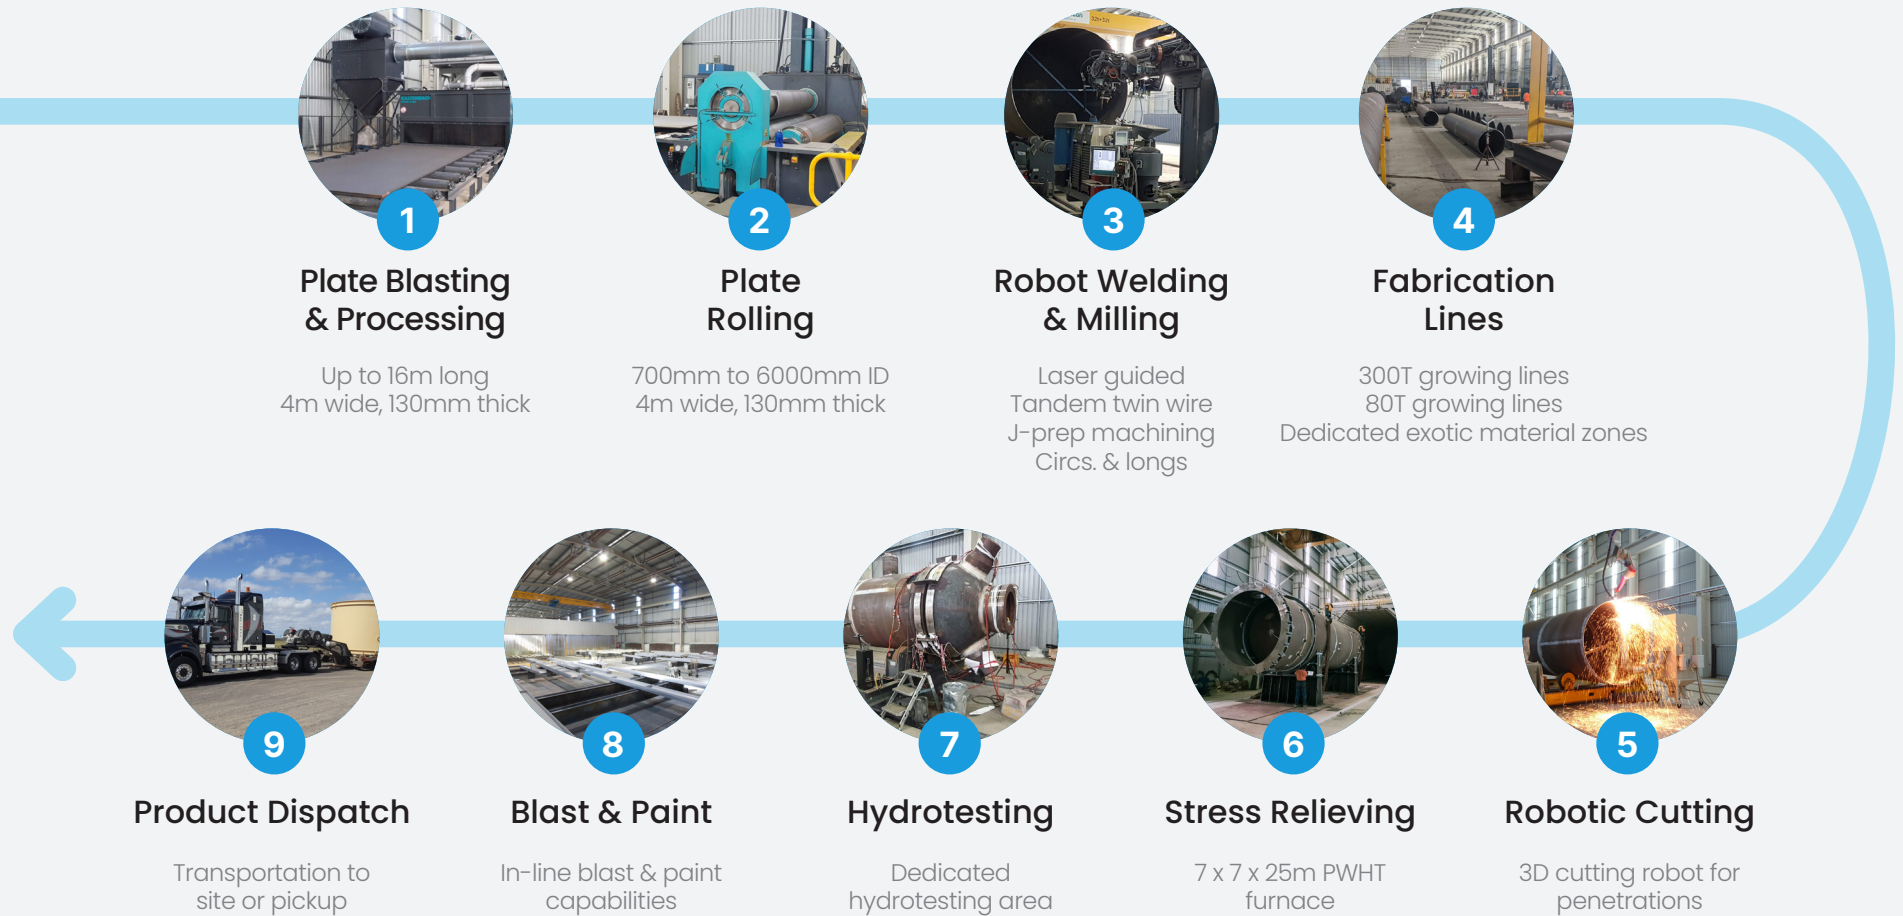 1
Plate Blasting
& Processing
Up to 16m long
4m wide, 130mm thick
2
Plate
Rolling
700mm to 6000mm ID
4m wide, 130mm thick
3
Robot Welding
& Milling
Laser guided
Tandem twin wire
J-prep machining
Circs. & longs
4
Fabrication
Lines
300T growing lines
80T growing lines
Dedicated exotic material zones
9
Product Dispatch
Transportation to
site or pickup
8
Blast & Paint
In-line blast & paint
capabilities
7
Hydrotesting
Dedicated
hydrotesting area
6
Stress Relieving
7 x 7 x 25m PWHT
furnace
5
Robotic Cutting
3D cutting robot for
penetrations